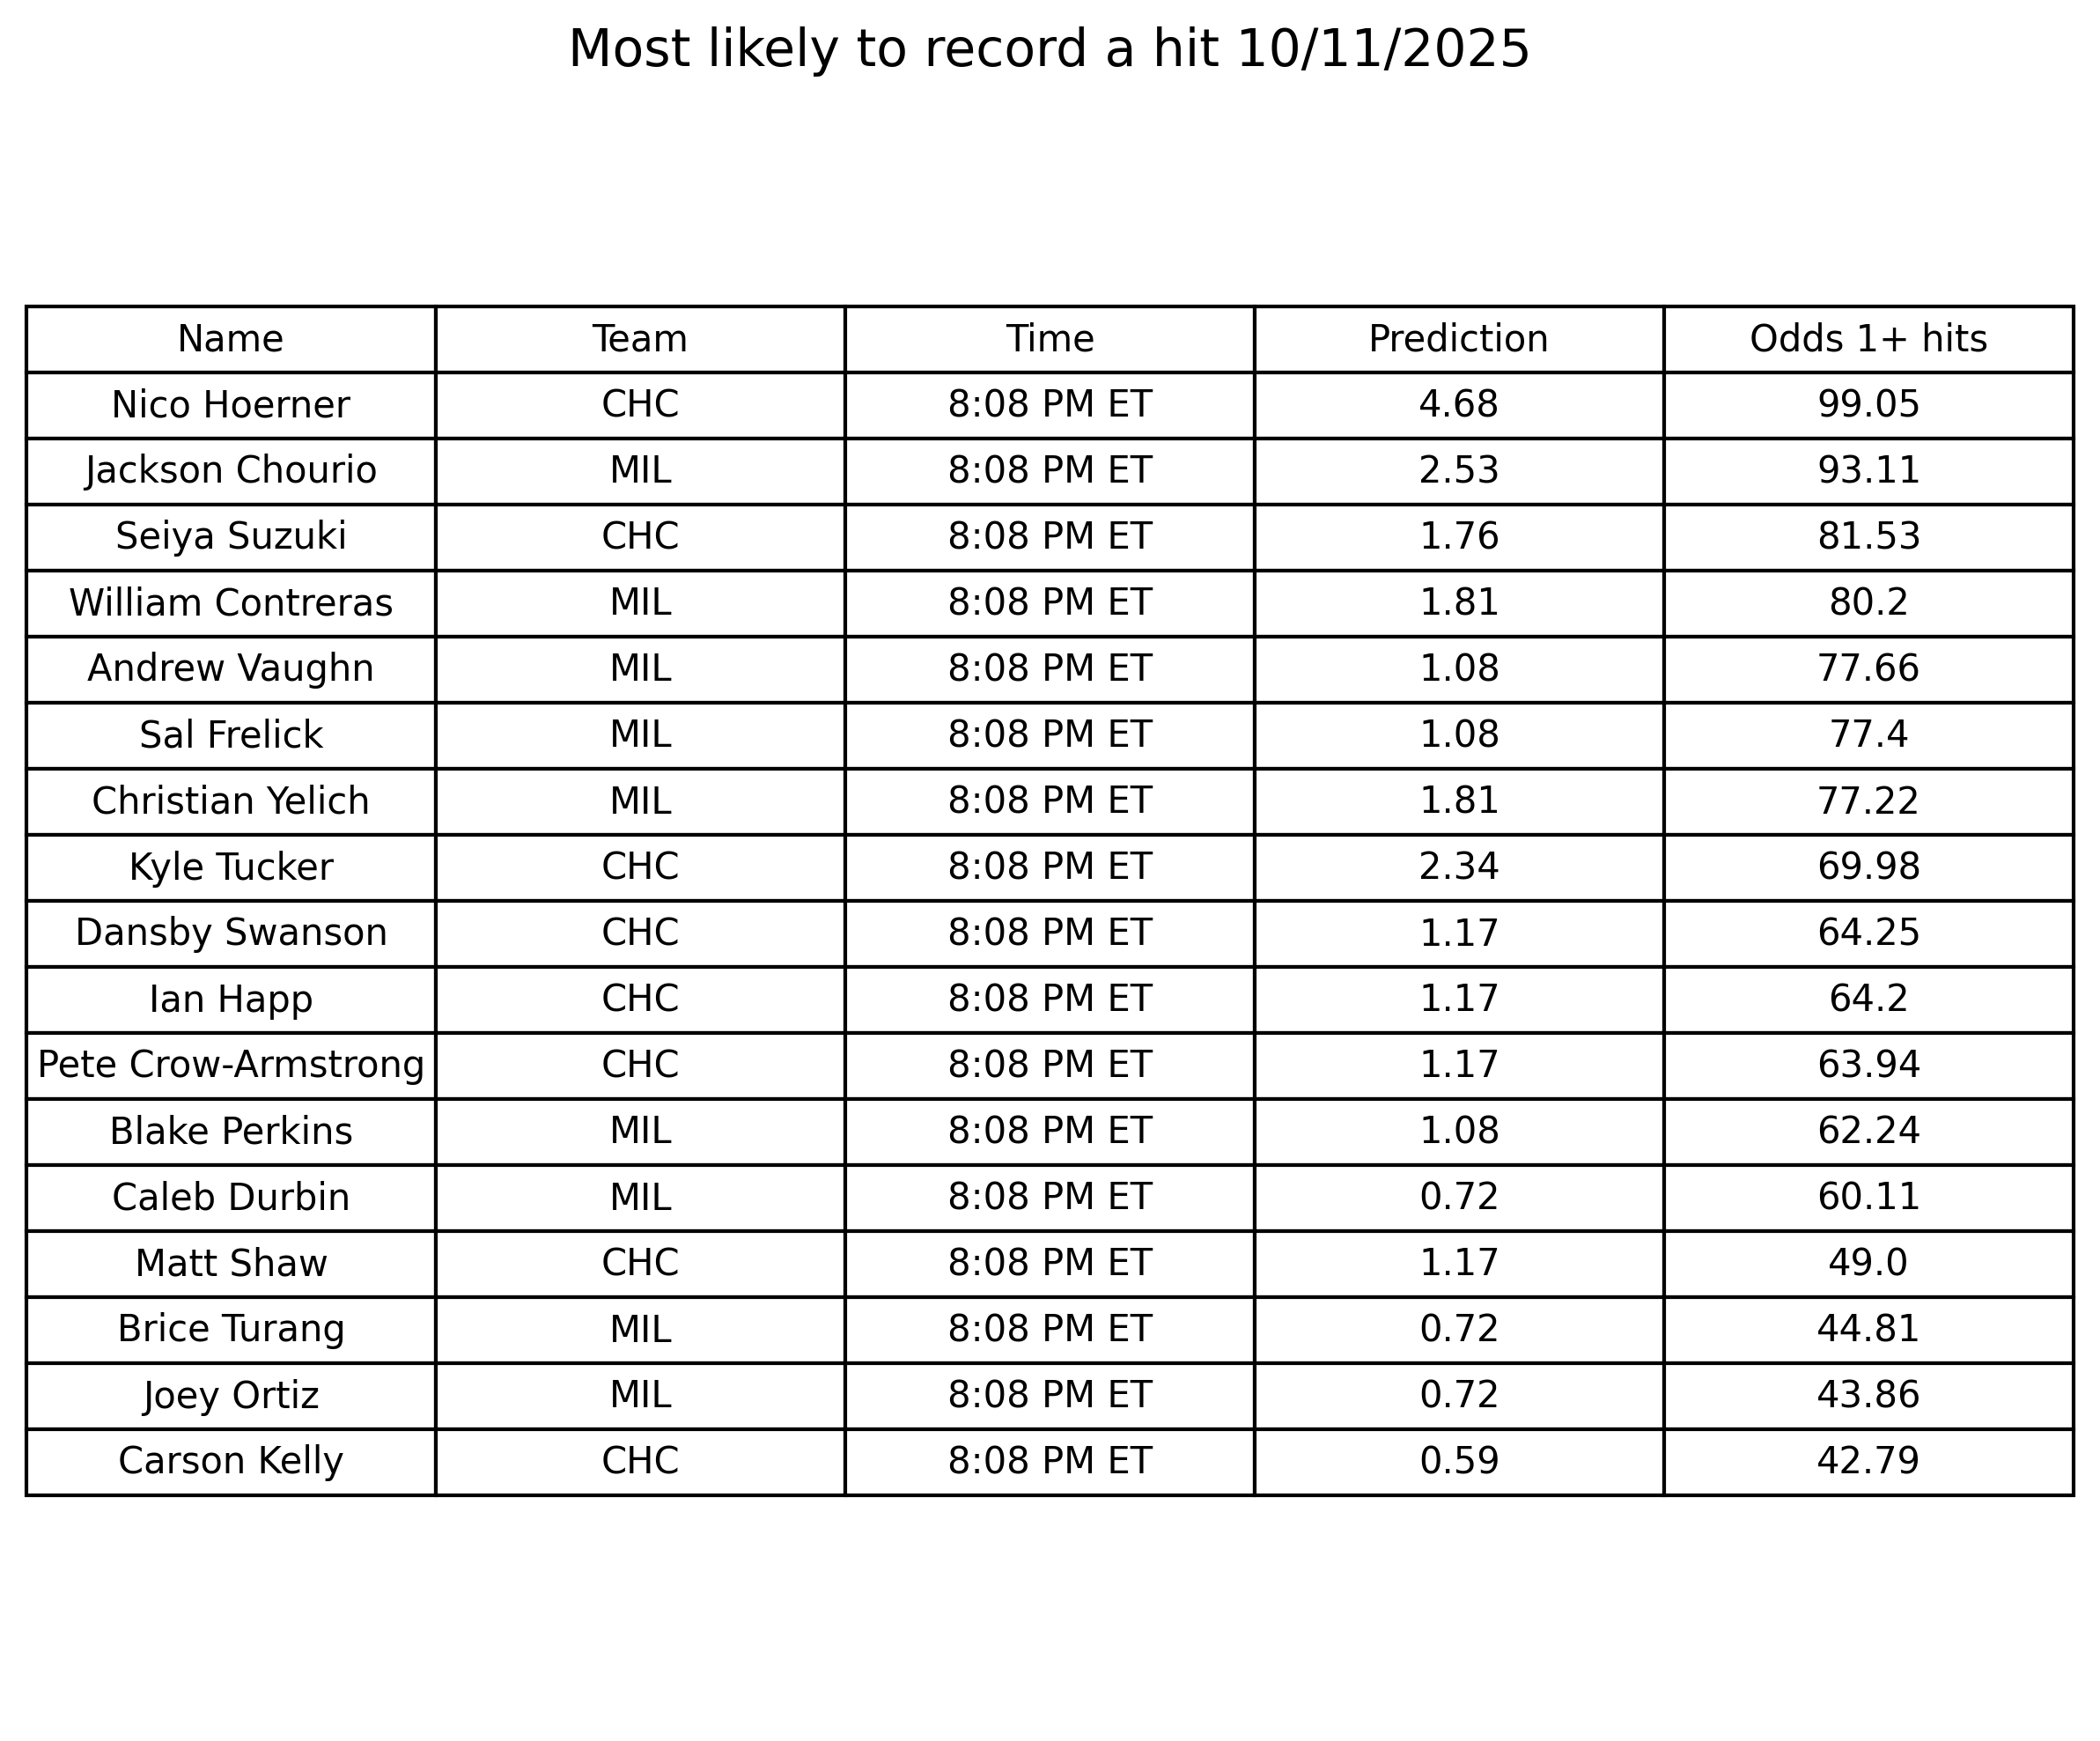 Most likely to record a hit 10/11/2025
Name Team Time Prediction Odds 1+ hits
Nico Hoerner CHC 8:08 PM ET 4.68 99.05
Jackson Chourio MIL 8:08 PM ET 2.53 93.11
Seiya Suzuki CHC 8:08 PM ET 1.76 81.53
William Contreras MIL 8:08 PM ET 1.81 80.2
Andrew Vaughn MIL 8:08 PM ET 1.08 77.66
Sal Frelick MIL 8:08 PM ET 1.08 77.4
Christian Yelich MIL 8:08 PM ET 1.81 77.22
Kyle Tucker CHC 8:08 PM ET 2.34 69.98
Dansby Swanson CHC 8:08 PM ET 1.17 64.25
Ian Happ CHC 8:08 PM ET 1.17 64.2
Pete Crow-Armstrong CHC 8:08 PM ET 1.17 63.94
Blake Perkins MIL 8:08 PM ET 1.08 62.24
Caleb Durbin MIL 8:08 PM ET 0.72 60.11
Matt Shaw CHC 8:08 PM ET 1.17 49.0
Brice Turang MIL 8:08 PM ET 0.72 44.81
Joey Ortiz MIL 8:08 PM ET 0.72 43.86
Carson Kelly CHC 8:08 PM ET 0.59 42.79